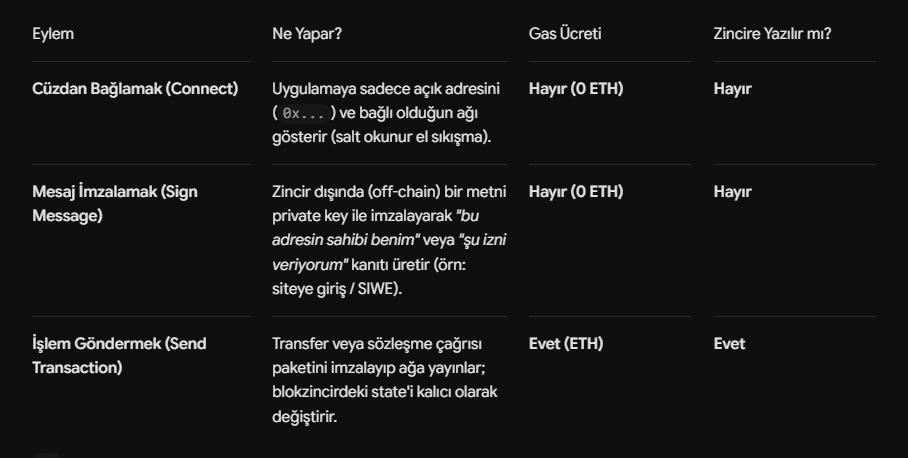 Eylem Ne Yapar? Gas Ücreti Zincire Yazılır mı?
Cüzdan Bağlamak (Connect) Uygulamaya sadece açık adresini Hayır (0 ETH) Hayır
( 0x... ) ve bağlı olduğun ağı
gösterir (salt okunur el sıkışma).
Mesaj İmzalamak (Sign Zincir dışında (off-chain) bir metni Hayır (0 ETH) Hayır
Message) private key ile imzalayarak "bu
adresin sahibi benim" veya "şu izni
veriyorum" kanıtı üretir (örn:
siteye giriş / SIWE).
İşlem Göndermek (Send Transfer veya sözleşme çağrısı Evet (ETH) Evet
Transaction) paketini imzalayıp ağa yayınlar;
blokzincirdeki state'i kalıcı olarak
değiştirir.